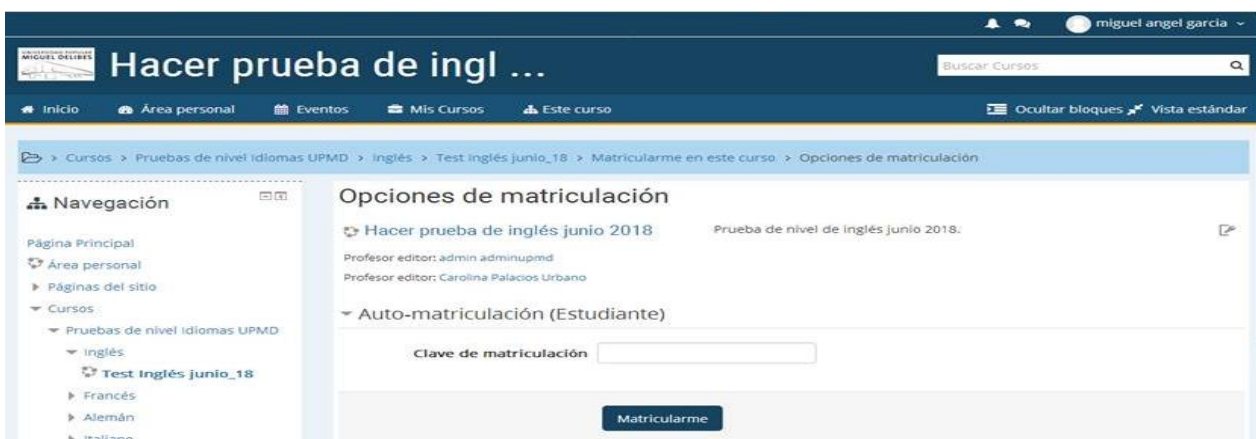 miguel angel garcia
MIGUEL DELIBES
Hacer prueba de ingl ...
Buscar Cursos
Inicio Área personal Eventos Mis Cursos Este curso Ocultar bloques Vista estándar
> Cursos > Pruebas de nivel Idiomas UPMD > Inglés > Test Inglés junio_18 > Matricularme en este curso > Opciones de matriculación
Navegación
Página Principal
Área personal
Páginas del sitio
Cursos
Pruebas de nivel Idiomas UPMD
Inglés
Test Inglés junio_18
Francés
Alemán
Italiano
Opciones de matriculación
Hacer prueba de inglés junio 2018 Prueba de nivel de inglés junio 2018.
Profesor editor: admin adminupmd
Profesor editor: Carolina Palacios Urbano
Auto-matriculación (Estudiante)
Clave de matriculación
Matricularme